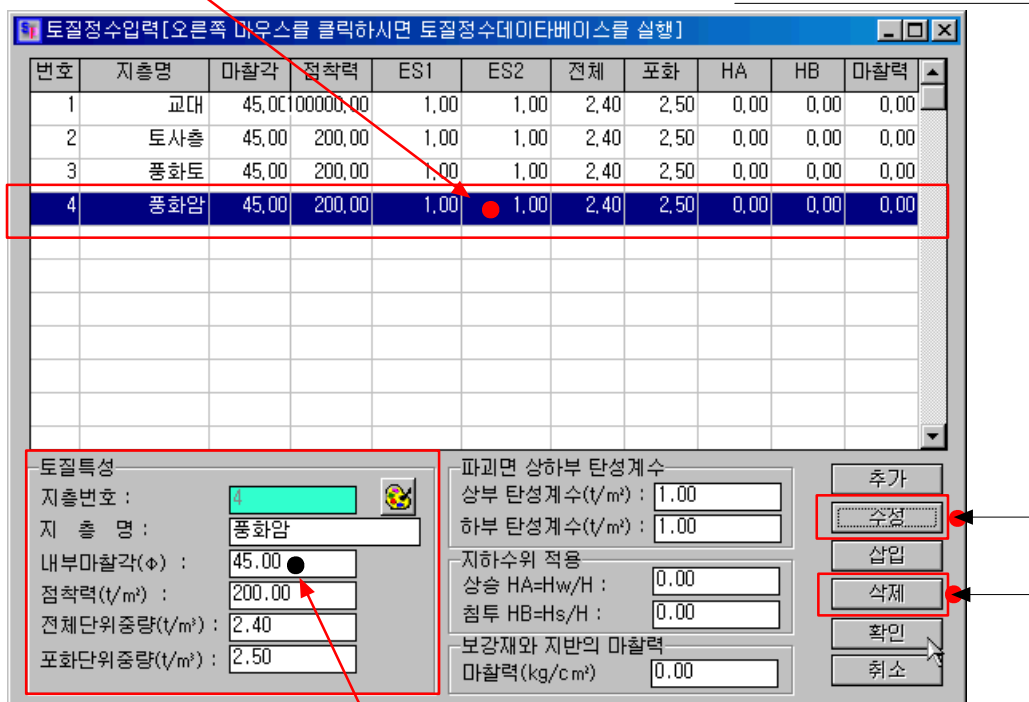 토질정수입력[오른쪽 마우스를 클릭하시면 토질정수데이타베이스를 실행]
번호 지층명 마찰각 점착력 ES1 ES2 전체 포화 HA HB 마찰력
1 교대 45.00 100000.00 1.00 1.00 2.40 2.50 0.00 0.00 0.00
2 토사층 45.00 200.00 1.00 1.00 2.40 2.50 0.00 0.00 0.00
3 풍화토 45.00 200.00 1.00 1.00 2.40 2.50 0.00 0.00 0.00
4 풍화암 45.00 200.00 1.00 1.00 2.40 2.50 0.00 0.00 0.00
토질특성
지층번호 : 4
지 층 명 : 풍화암
내부마찰각(Φ) : 45.00
점착력(t/m²) : 200.00
전체단위중량(t/m³) : 2.40
포화단위중량(t/m³) : 2.50
파괴면 상하부 탄성계수
상부 탄성계수(t/m²) : 1.00
하부 탄성계수(t/m²) : 1.00
지하수위 적용
상승 HA=Hw/H : 0.00
침투 HB=Hs/H : 0.00
보강재와 지반의 마찰력
마찰력(kg/cm²) 0.00
추가
수성
삽입
삭제
확인
취소